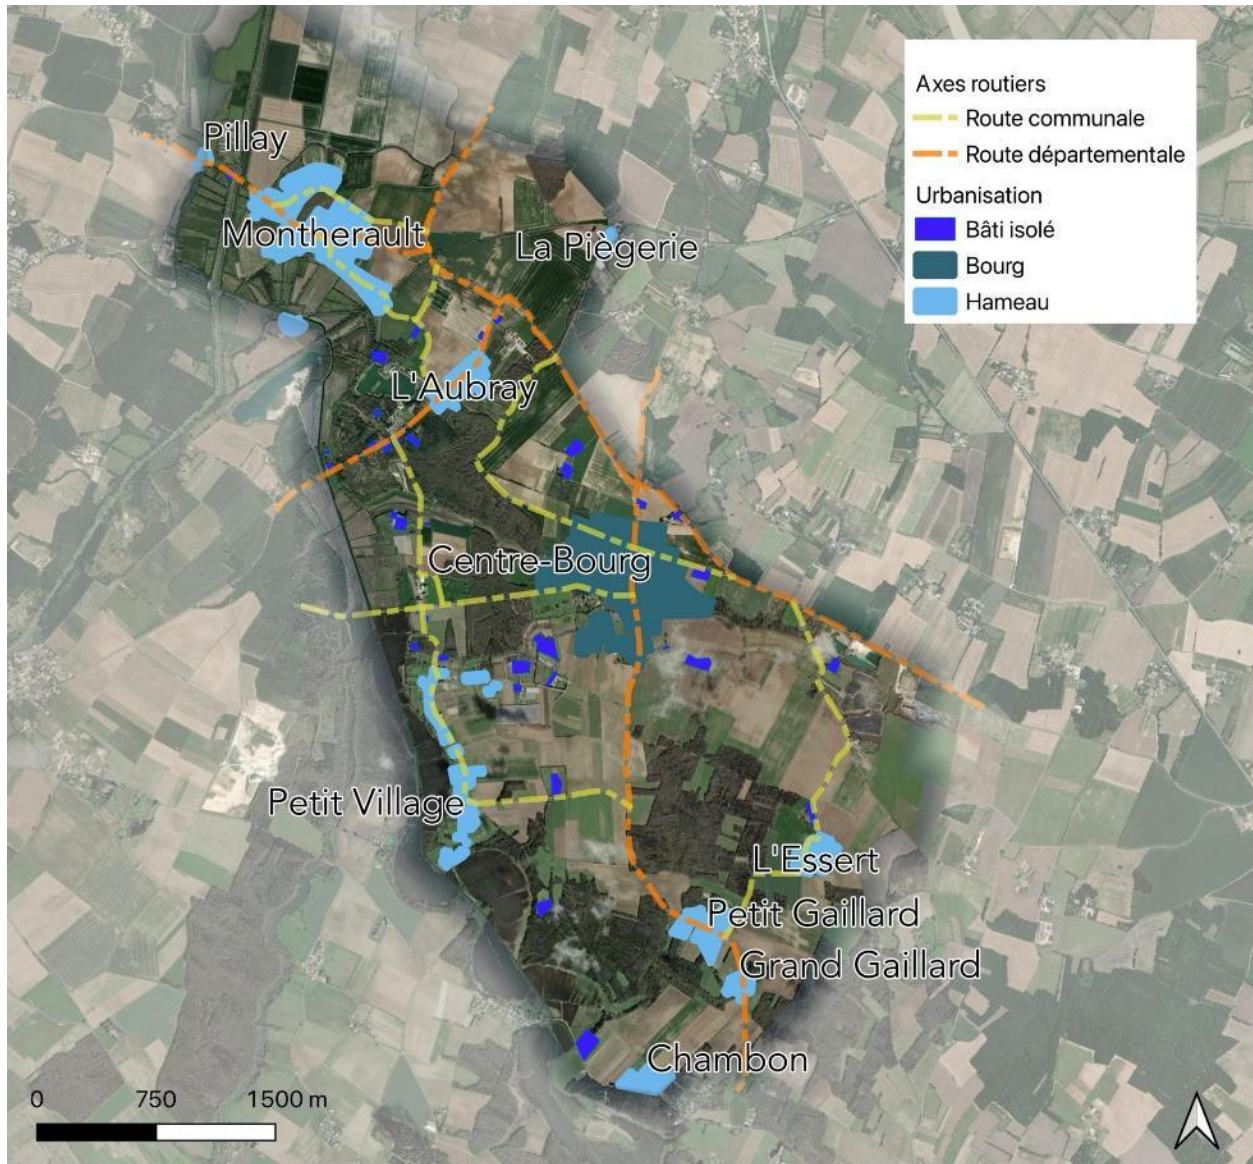 Axes routiers
Route communale
Route départementale
Urbanisation
Bâti isolé
Bourg
Hameau
Pillay
Montherault
La Piègerie
L'Aubray
Centre-Bourg
Petit Village
L'Essert
Petit Gaillard
Grand Gaillard
Chambon
0 750 1500 m